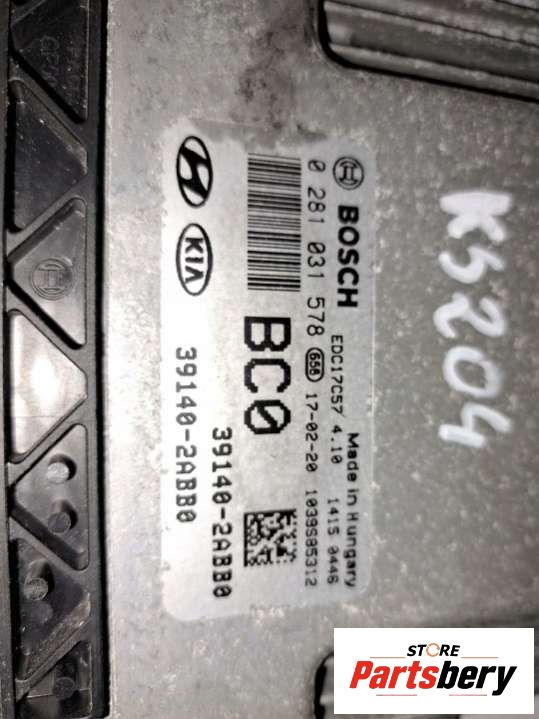 BOSCH
EDC17C57 4.10
Made in Hungary
1415 0446
0 281 031 578 658 17-02-20 1039S85312
BC0
39140-2ABB0
KIA
39140-2ABB0
K5204
STORE
Partsbery